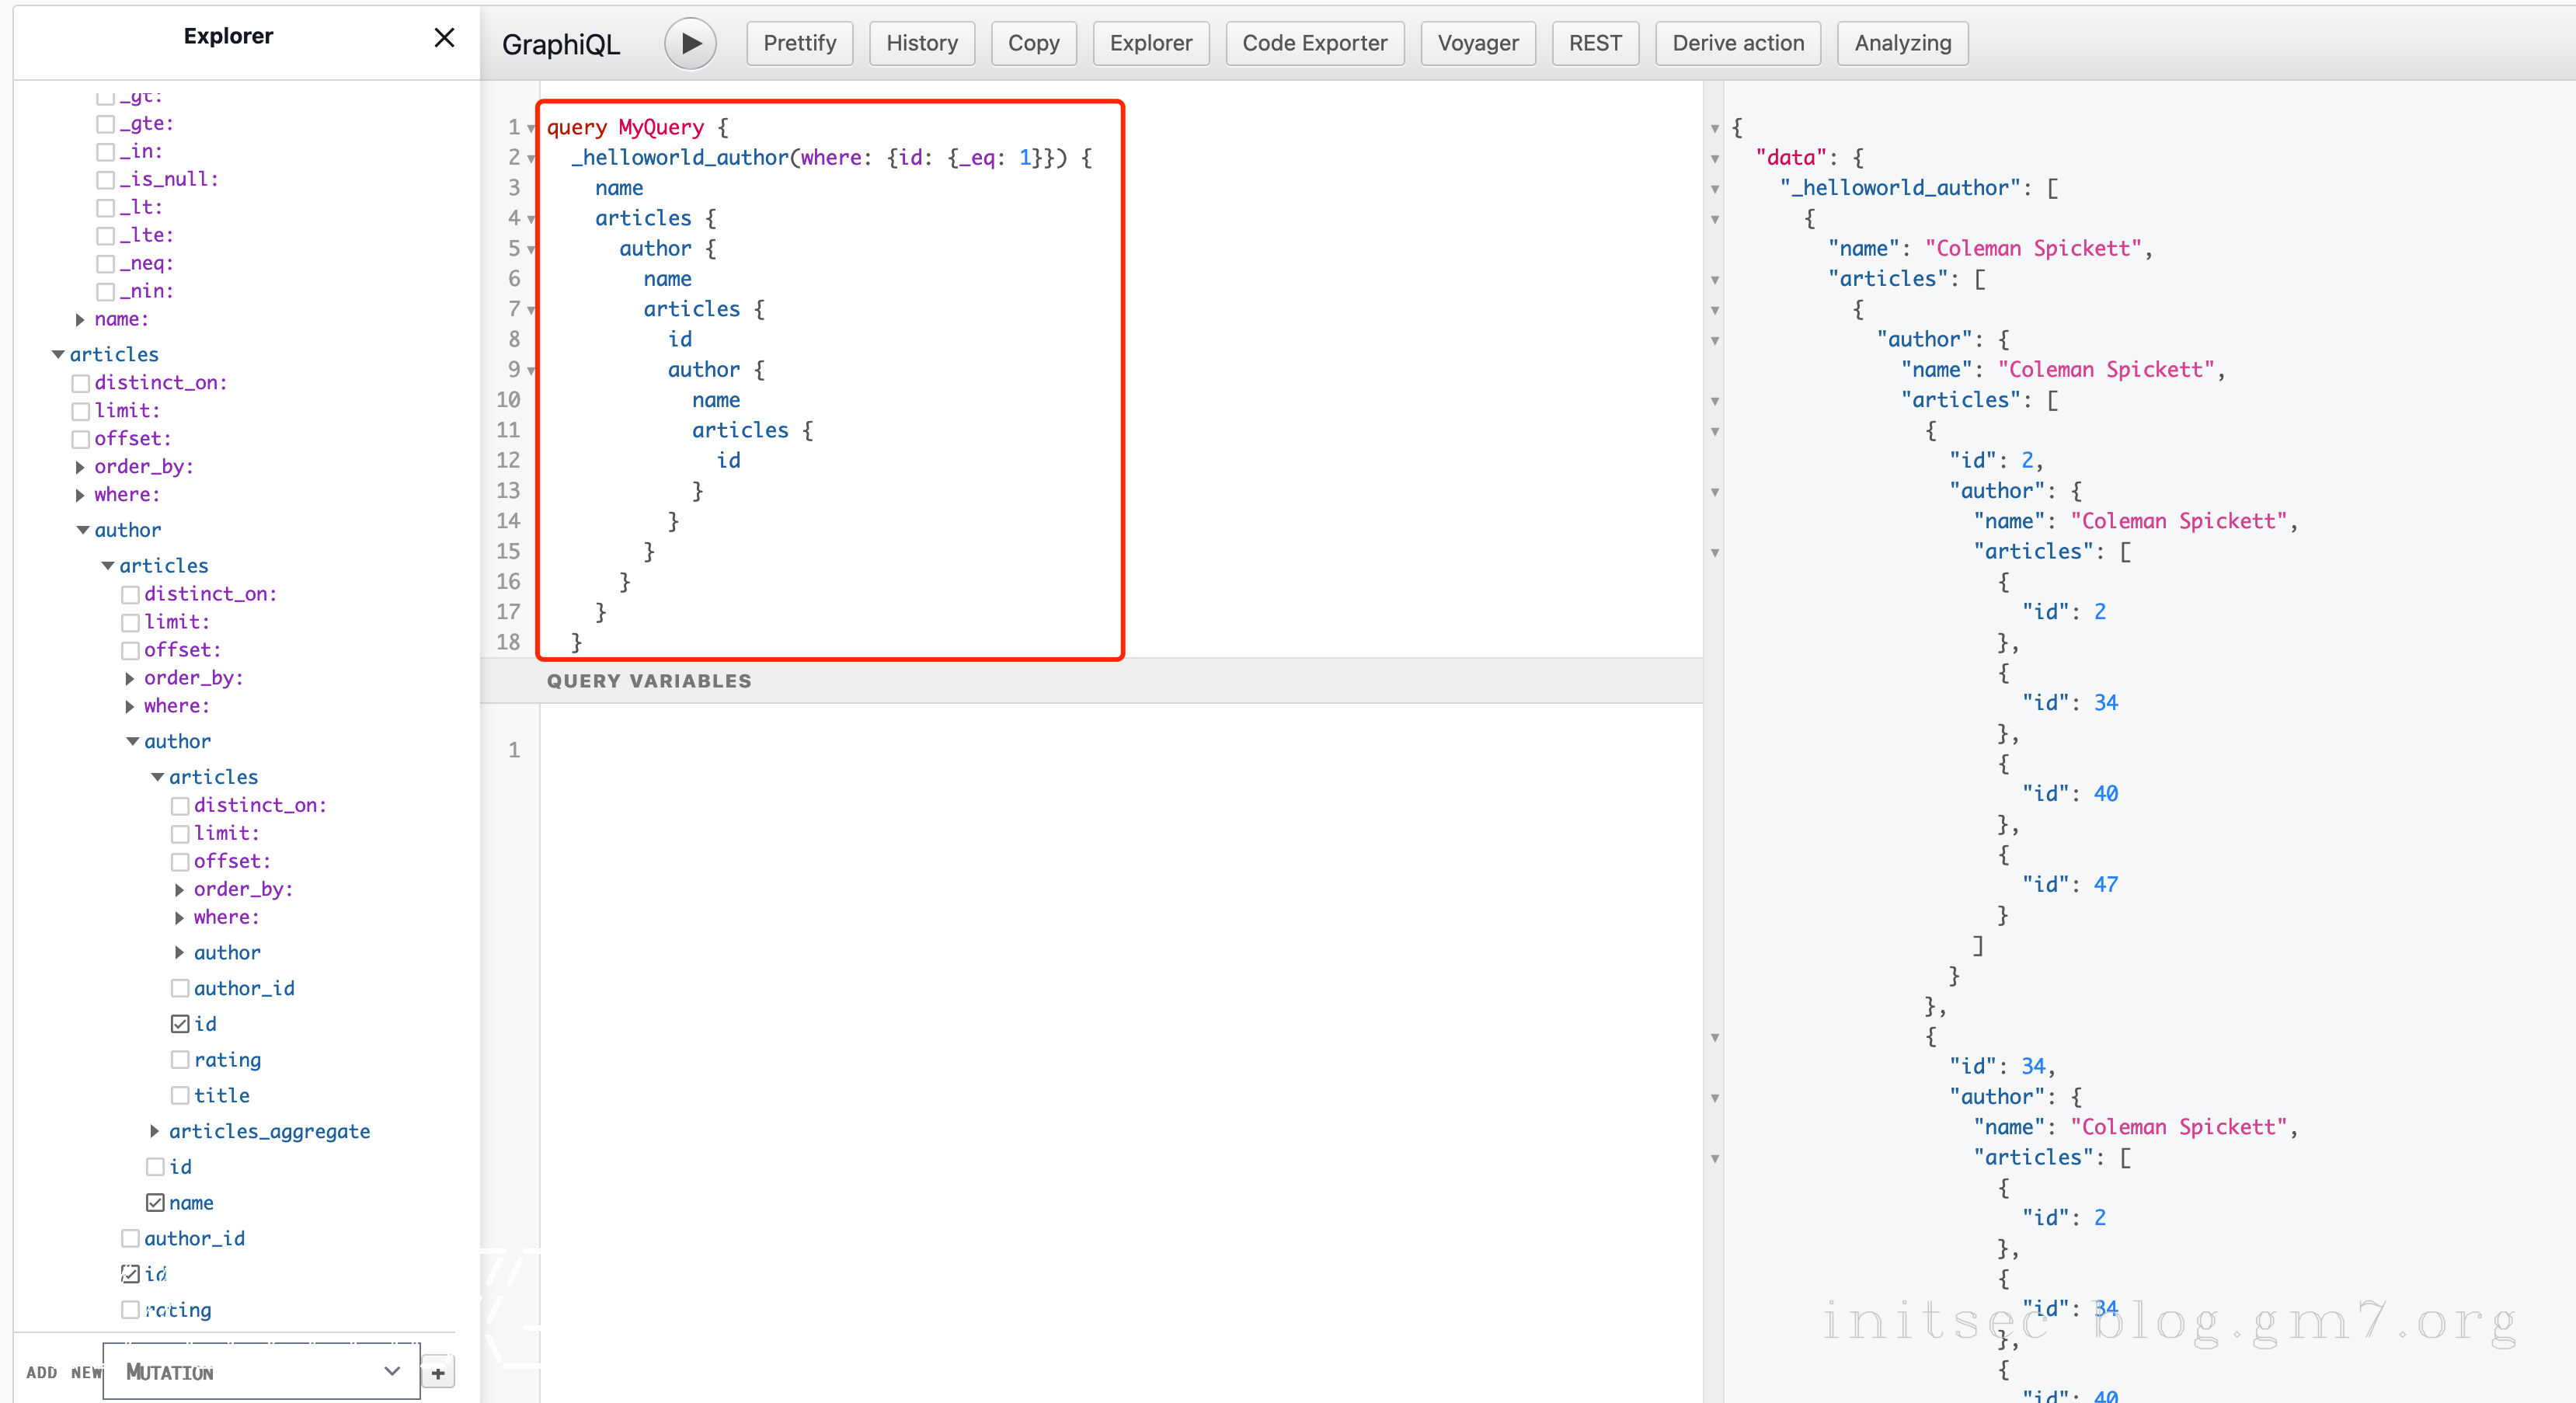 Explorer
_gt:
_gte:
_in:
_is_null:
_lt:
_lte:
_neq:
_nin:
name:
articles
distinct_on:
limit:
offset:
order_by:
where:
author
articles
distinct_on:
limit:
offset:
order_by:
where:
author
articles
distinct_on:
limit:
offset:
order_by:
where:
author
author_id
id
rating
title
articles_aggregate
id
name
author_id
id
rating
ADD NEW MUTATION +
GraphiQL Prettify History Copy Explorer Code Exporter Voyager REST Derive action Analyzing
1 query MyQuery {
2 _helloworld_author(where: {id: {_eq: 1}}) {
3 name
4 articles {
5 author {
6 name
7 articles {
8 id
9 author {
10 name
11 articles {
12 id
13 }
14 }
15 }
16 }
17 }
18 }
QUERY VARIABLES
1
{
"data": {
"_helloworld_author": [
{
"name": "Coleman Spickett",
"articles": [
{
"author": {
"name": "Coleman Spickett",
"articles": [
{
"id": 2,
"author": {
"name": "Coleman Spickett",
"articles": [
{
"id": 2
},
{
"id": 34
},
{
"id": 40
},
{
"id": 47
}
]
}
},
{
"id": 34,
"author": {
"name": "Coleman Spickett",
"articles": [
{
"id": 2
},
{
"id": 34
},
{
"id": 40
initsec blog.gm7.org